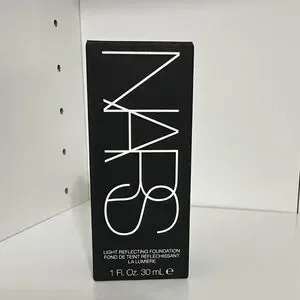 NARS
LIGHT REFLECTING FOUNDATION
FOND DE TEINT RÉFLÉCHISSANT
LA LUMIÈRE
1 Fl. Oz. 30 mL ℮